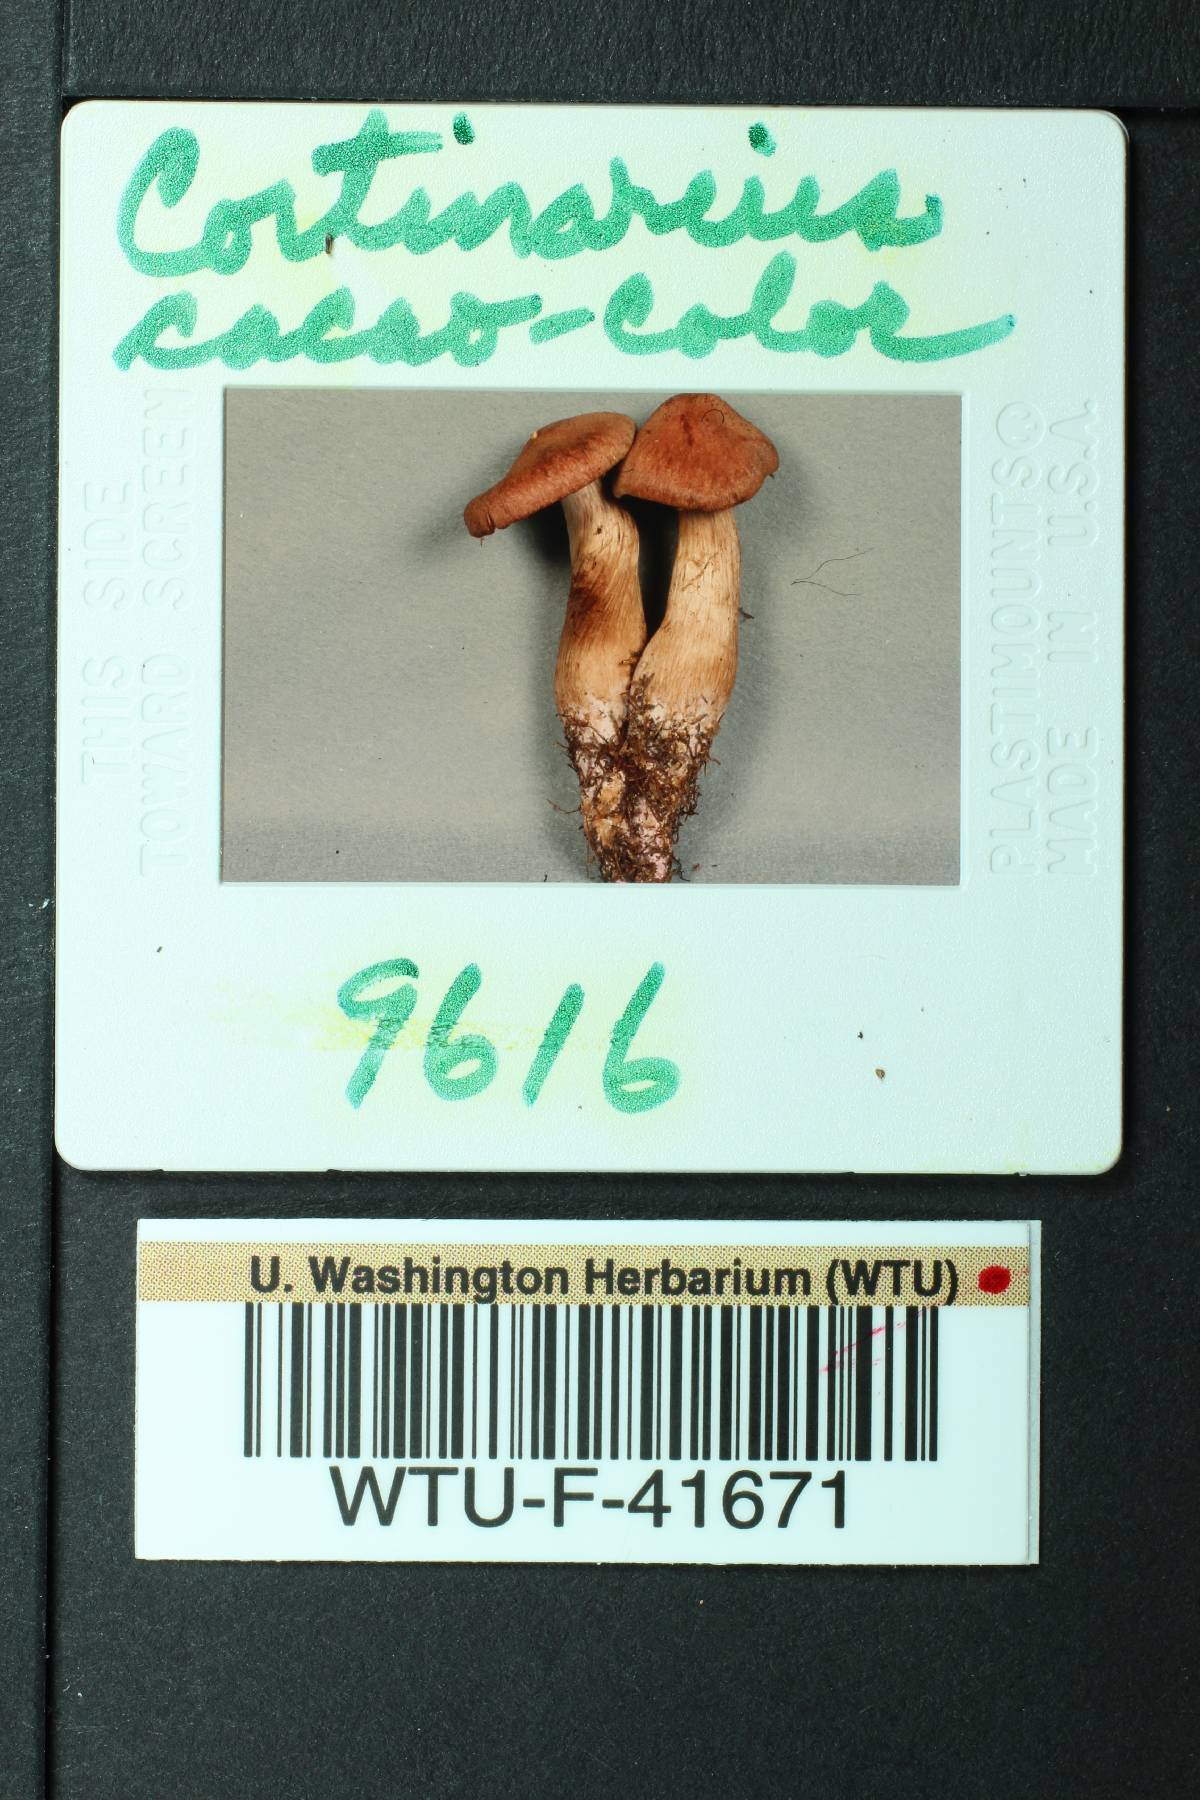 Cortinarius
cacao-color
THIS SIDE
TOWARD SCREEN
PLASTIMOUNTS®
MADE IN U.S.A.
9616
U. Washington Herbarium (WTU)
WTU-F-41671